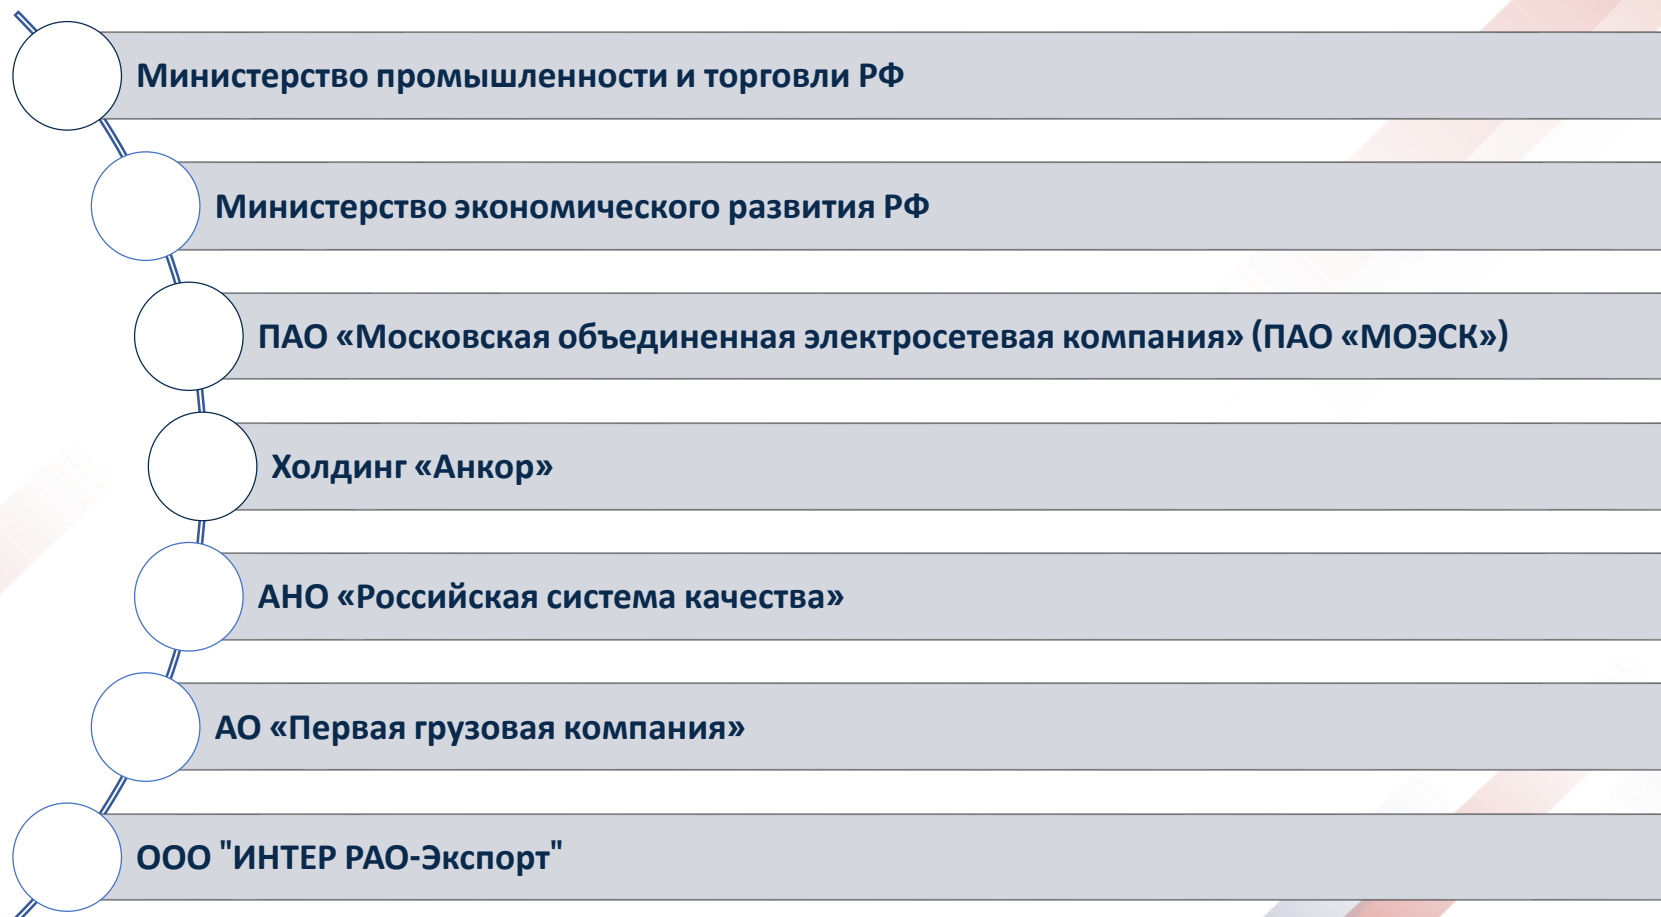 Министерство промышленности и торговли РФ
Министерство экономического развития РФ
ПАО «Московская объединенная электросетевая компания» (ПАО «МОЭСК»)
Холдинг «Анкор»
АНО «Российская система качества»
АО «Первая грузовая компания»
ООО "ИНТЕР РАО-Экспорт"